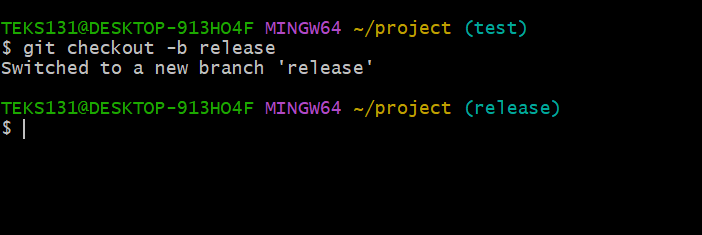 TEKS131@DESKTOP-913HO4F MINGW64 ~/project (test)
$ git checkout -b release
Switched to a new branch 'release'
TEKS131@DESKTOP-913HO4F MINGW64 ~/project (release)
$